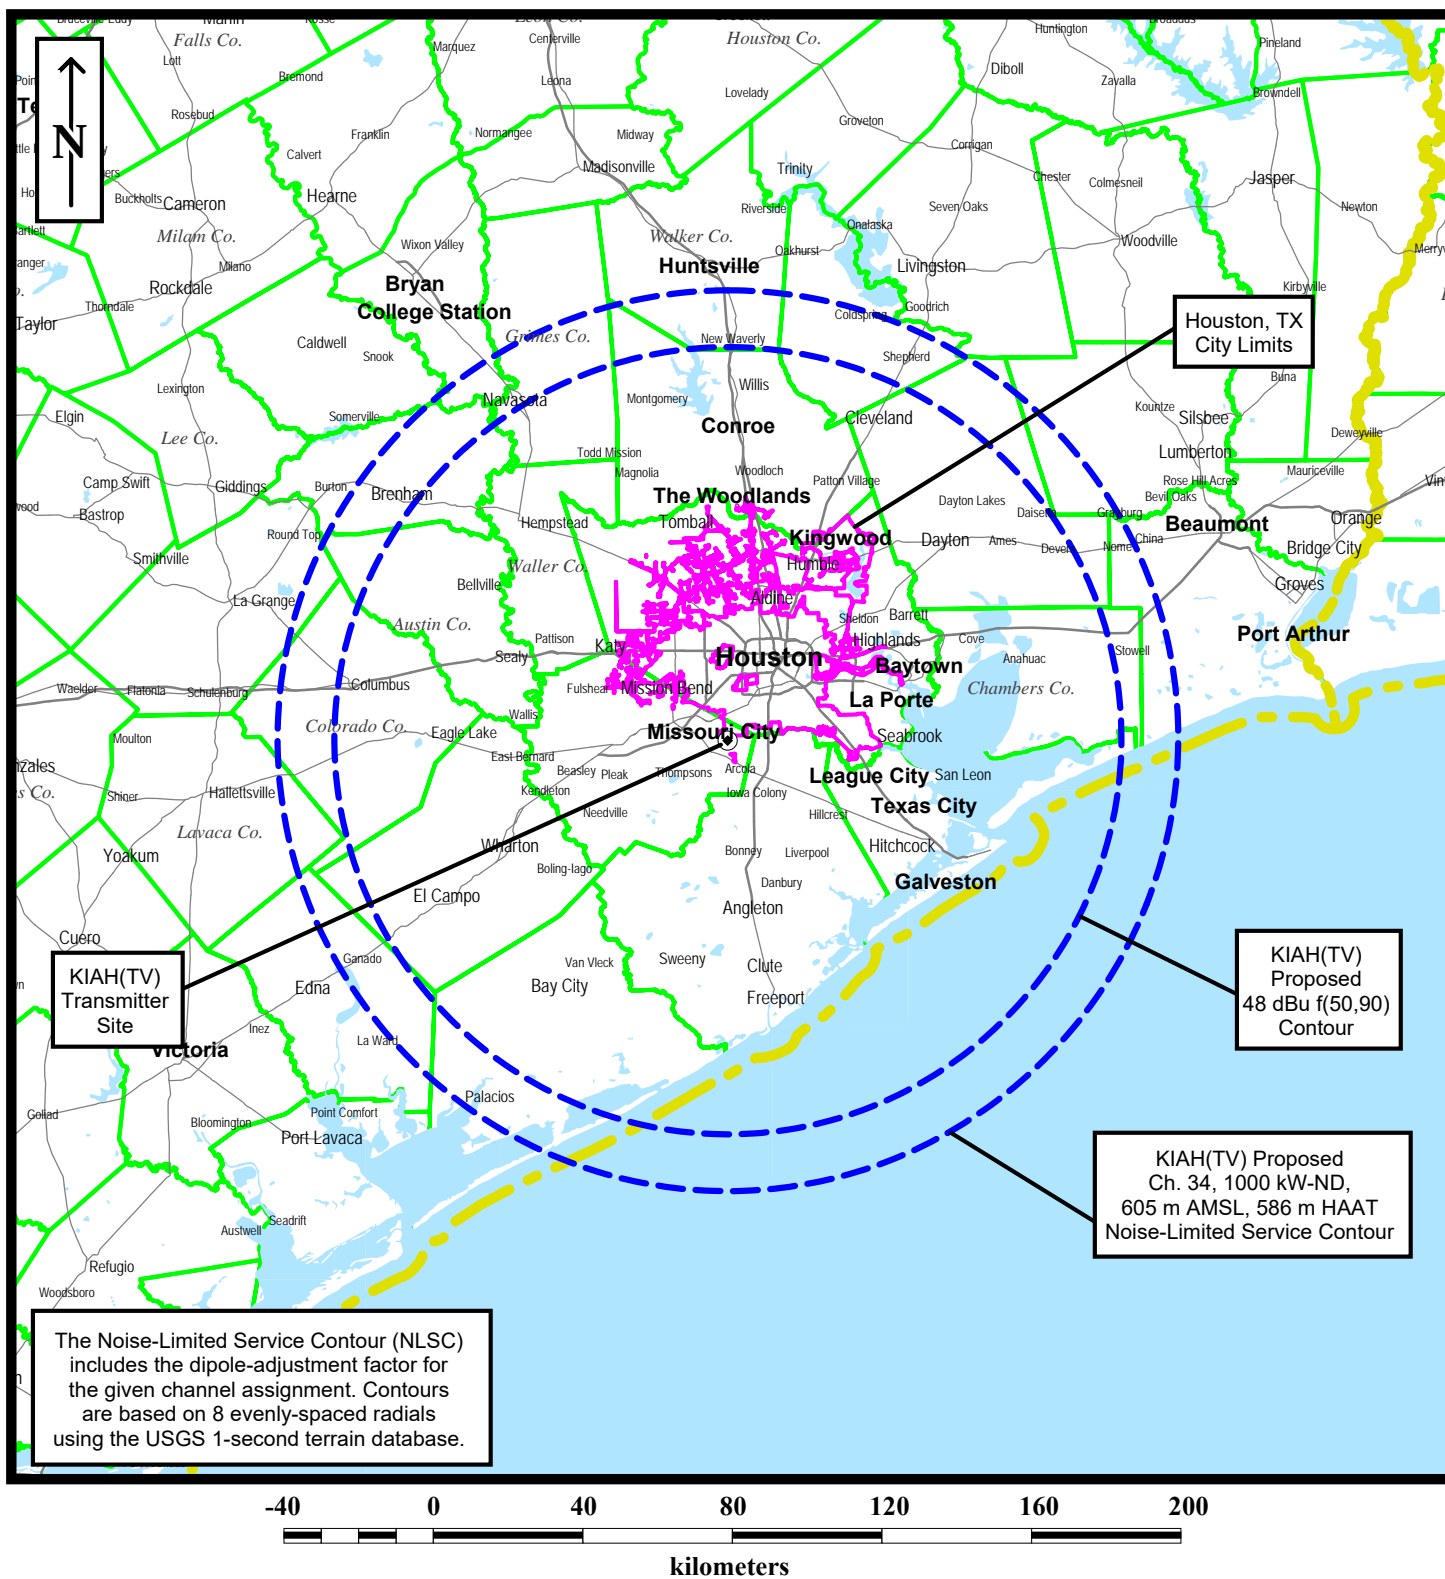 Bruceville-Eddy
Marlin
Kosse
Leon Co.
Broaddus
Falls Co.
Centerville
Houston Co.
Huntington
Pineland
Marquez
Lott
Bremond
Leona
Diboll
Zavalla
Lovelady
Browndell
N
Rosebud
Franklin
Normangee
Midway
Groveton
Calvert
Madisonville
Corrigan
Trinity
Chester
Colmesneil
Jasper
Buckholts
Cameron
Hearne
Riverside
Seven Oaks
Newton
Bartlett
Milam Co.
Wixon Valley
Walker Co.
Oakhurst
Onalaska
Woodville
Milano
Huntsville
Livingston
Rockdale
Bryan
Kirbyville
Thorndale
College Station
Coldspring
Goodrich
Taylor
Caldwell
Snook
Grimes Co.
New Waverly
Shepherd
Houston, TX
City Limits
Lexington
Navasota
Montgomery
Willis
Buna
Elgin
Somerville
Conroe
Cleveland
Kountze
Silsbee
Deweyville
Lee Co.
Todd Mission
Magnolia
Woodloch
Lumberton
Mauriceville
Camp Swift
Giddings
Burton
Brenham
The Woodlands
Patton Village
Rose Hill Acres
Bevil Oaks
Bastrop
Hempstead
Tomball
Dayton Lakes
Daisetta
Grayburg
Beaumont
Orange
Round Top
Kingwood
Dayton
Ames
Devers
Nome
China
Bridge City
Smithville
Waller Co.
Humble
Bellville
Groves
La Grange
Aldine
Austin Co.
Sheldon
Barrett
Pattison
Katy
Highlands
Cove
Port Arthur
Sealy
Houston
Baytown
Anahuac
Stowell
Waelder
Flatonia
Schulenburg
Columbus
Fulshear
Mission Bend
La Porte
Chambers Co.
Wallis
Colorado Co.
Eagle Lake
Missouri City
Seabrook
Moulton
East Bernard
Beasley
Pleak
Thompsons
Arcola
League City
San Leon
Shiner
Hallettsville
Kendleton
Iowa Colony
Texas City
Needville
Hillcrest
Lavaca Co.
Yoakum
Wharton
Bonney
Liverpool
Hitchcock
Boling-Iago
Danbury
Galveston
El Campo
Angleton
Cuero
Ganado
Van Vleck
Sweeny
Clute
KIAH(TV)
Transmitter
Site
KIAH(TV)
Proposed
48 dBu f(50,90)
Contour
Edna
Bay City
Freeport
Inez
La Ward
Victoria
Palacios
Goliad
Bloomington
Point Comfort
Port Lavaca
KIAH(TV) Proposed
Ch. 34, 1000 kW-ND,
605 m AMSL, 586 m HAAT
Noise-Limited Service Contour
Seadrift
Austwell
Refugio
Woodsboro
The Noise-Limited Service Contour (NLSC)
includes the dipole-adjustment factor for
the given channel assignment. Contours
are based on 8 evenly-spaced radials
using the USGS 1-second terrain database.
-40 0 40 80 120 160 200
kilometers